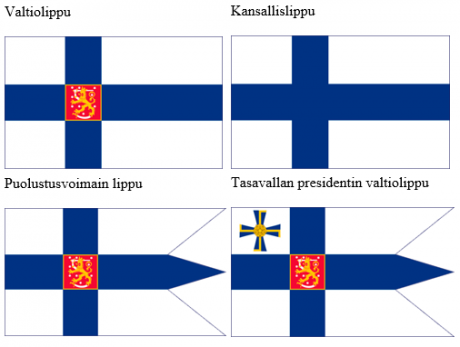 Valtiolippu
Kansallislippu
Puolustusvoimain lippu
Tasavallan presidentin valtiolippu